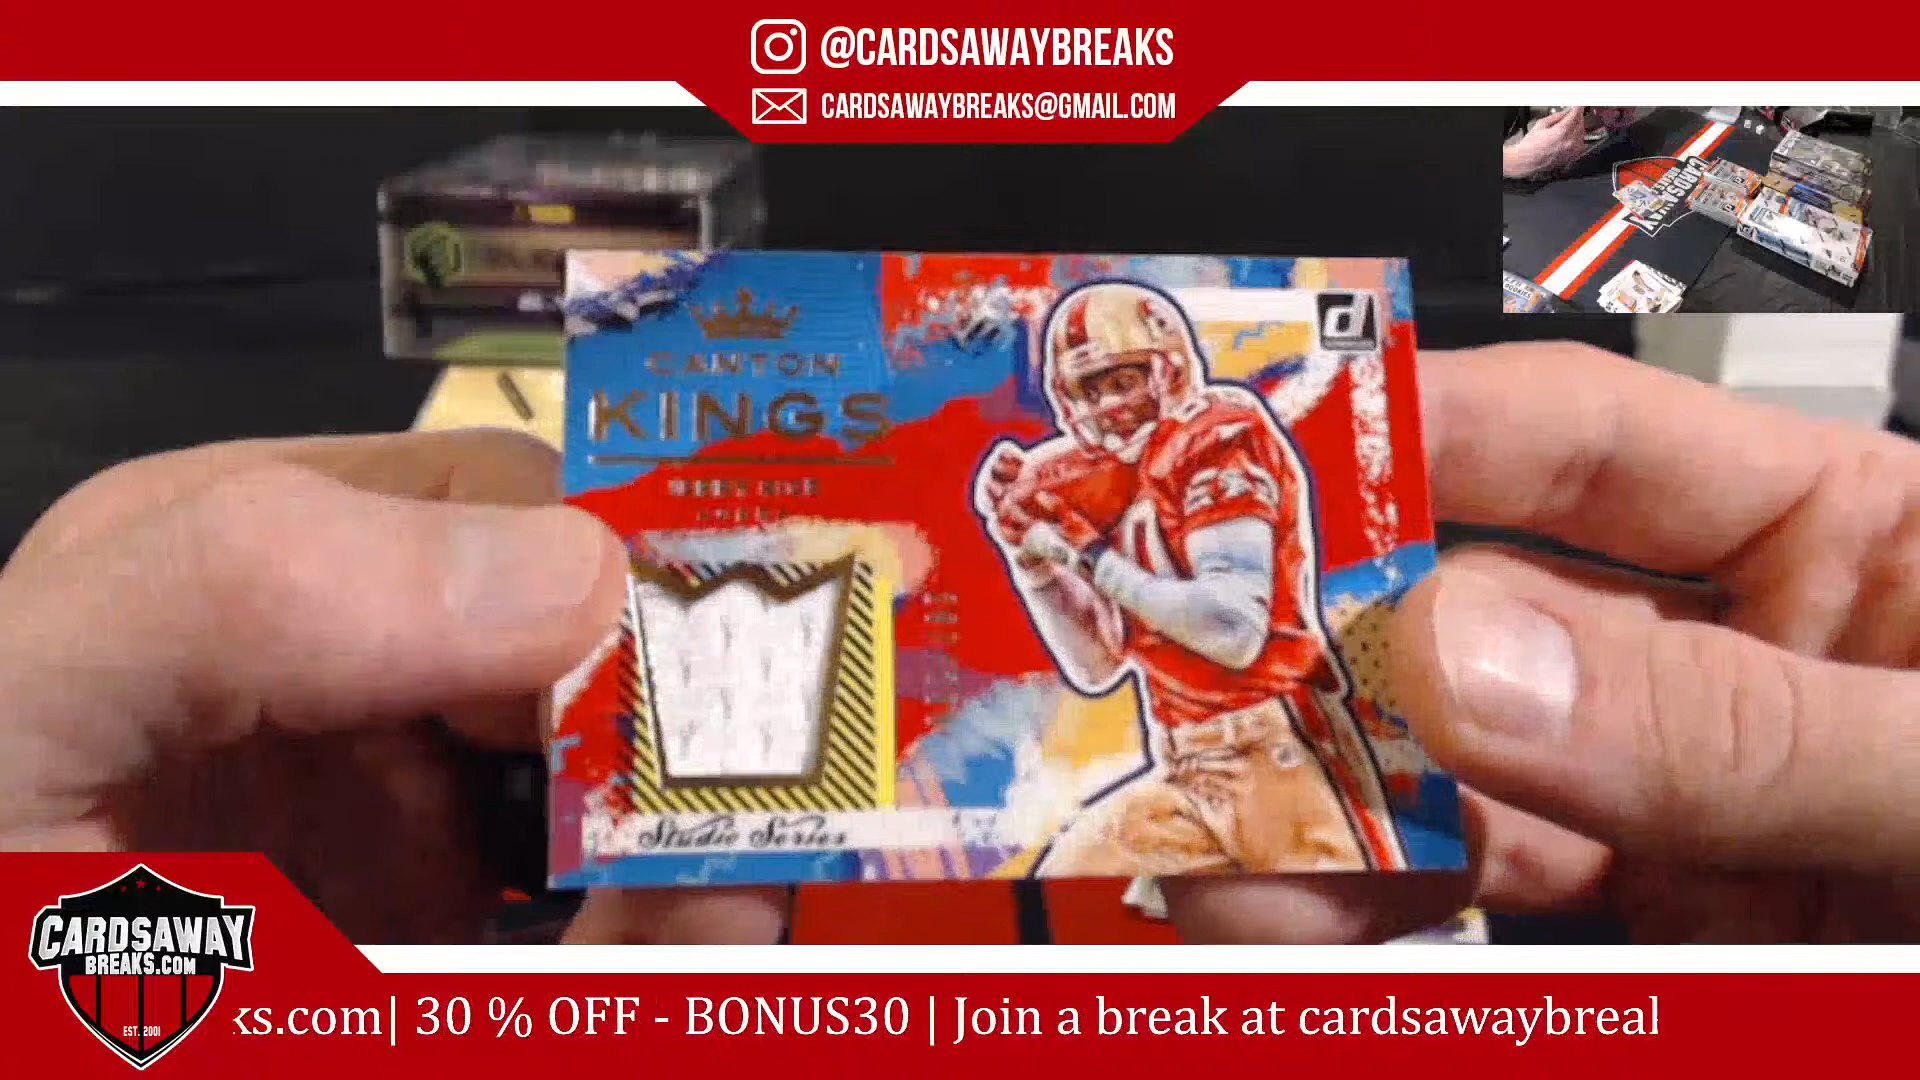 @CARDSAWAYBREAKS
CARDSAWAYBREAKS@GMAIL.COM
CANTON
KINGS
Studio Series
CARDSAWAY
BREAKS.COM
EST. 2001
ks.com| 30 % OFF - BONUS30 | Join a break at cardsawaybreal